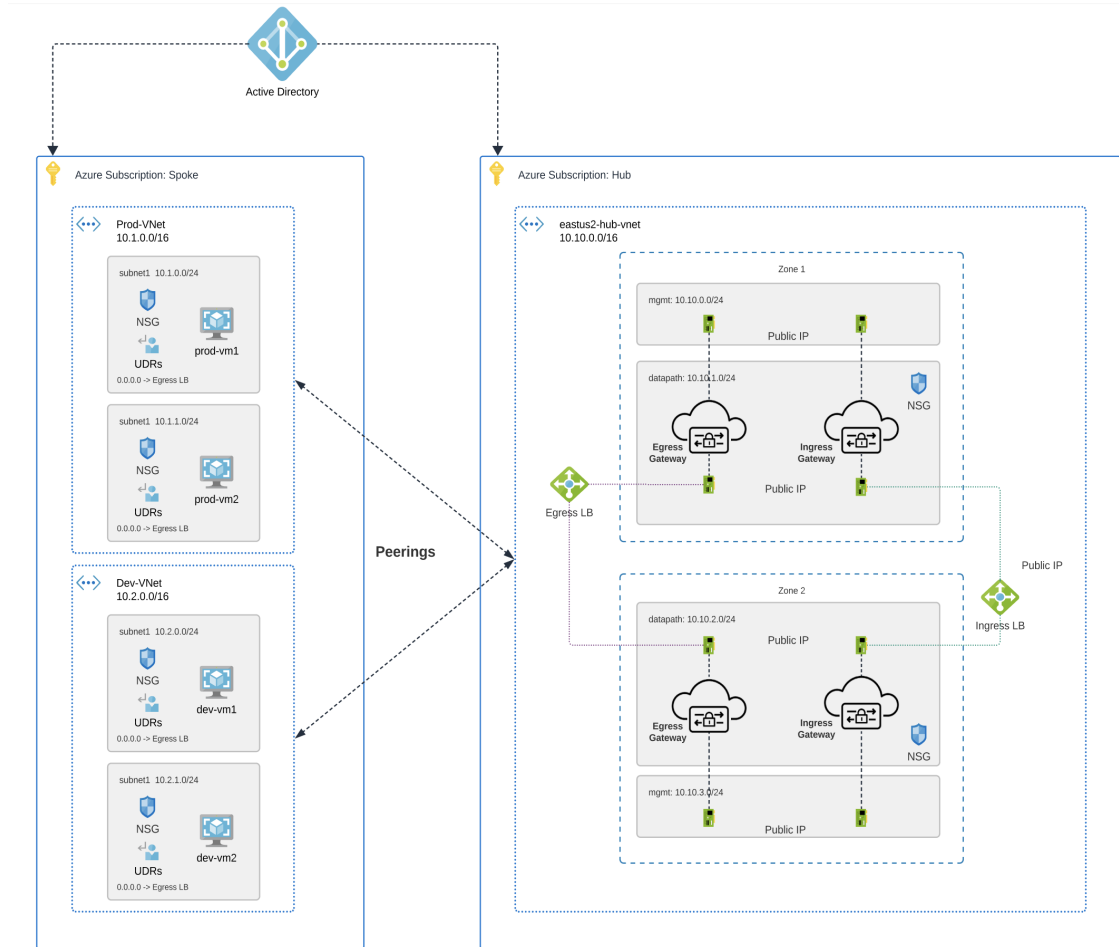 Active Directory
Azure Subscription: Spoke
Prod-VNet
10.1.0.0/16
subnet1 10.1.0.0/24
NSG
prod-vm1
UDRs
0.0.0.0 -> Egress LB
subnet1 10.1.1.0/24
NSG
prod-vm2
UDRs
0.0.0.0 -> Egress LB
Dev-VNet
10.2.0.0/16
subnet1 10.2.0.0/24
NSG
dev-vm1
UDRs
0.0.0.0 -> Egress LB
subnet1 10.2.1.0/24
NSG
dev-vm2
UDRs
0.0.0.0 -> Egress LB
Peerings
Azure Subscription: Hub
eastus2-hub-vnet
10.10.0.0/16
Zone 1
mgmt: 10.10.0.0/24
Public IP
datapath: 10.10.1.0/24
NSG
Egress
Gateway
Ingress
Gateway
Public IP
Egress LB
Public IP
Ingress LB
Zone 2
datapath: 10.10.2.0/24
Public IP
Egress
Gateway
Ingress
Gateway
NSG
mgmt: 10.10.3.0/24
Public IP